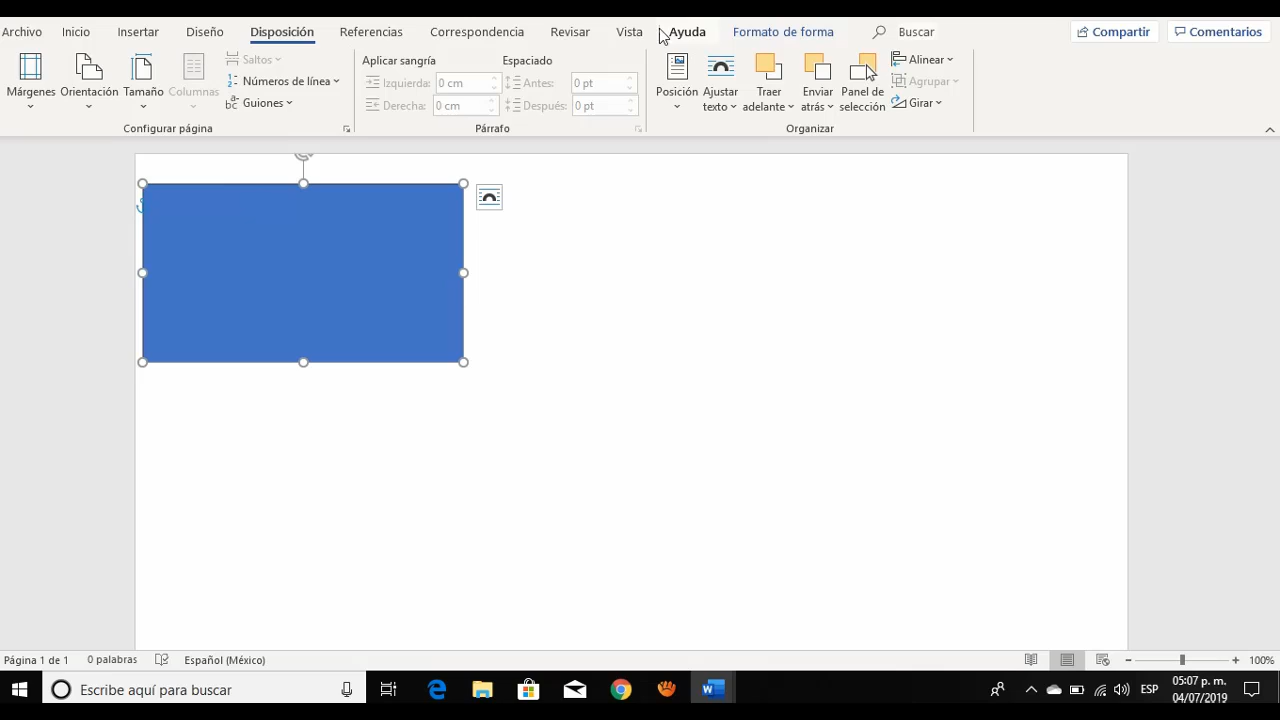 Archivo Inicio Insertar Diseño Disposición Referencias Correspondencia Revisar Vista Ayuda Formato de forma Buscar Compartir Comentarios
Márgenes
Orientación
Tamaño
Columnas
Saltos
Números de línea
Guiones
Configurar página
Aplicar sangría
Izquierda: 0 cm
Derecha: 0 cm
Espaciado
Antes: 0 pt
Después: 0 pt
Párrafo
Posición
Ajustar
texto
Traer
adelante
Enviar
atrás
Panel de
selección
Alinear
Agrupar
Girar
Organizar
Página 1 de 1 0 palabras Español (México) 100%
Escribe aquí para buscar
ESP
05:07 p. m.
04/07/2019